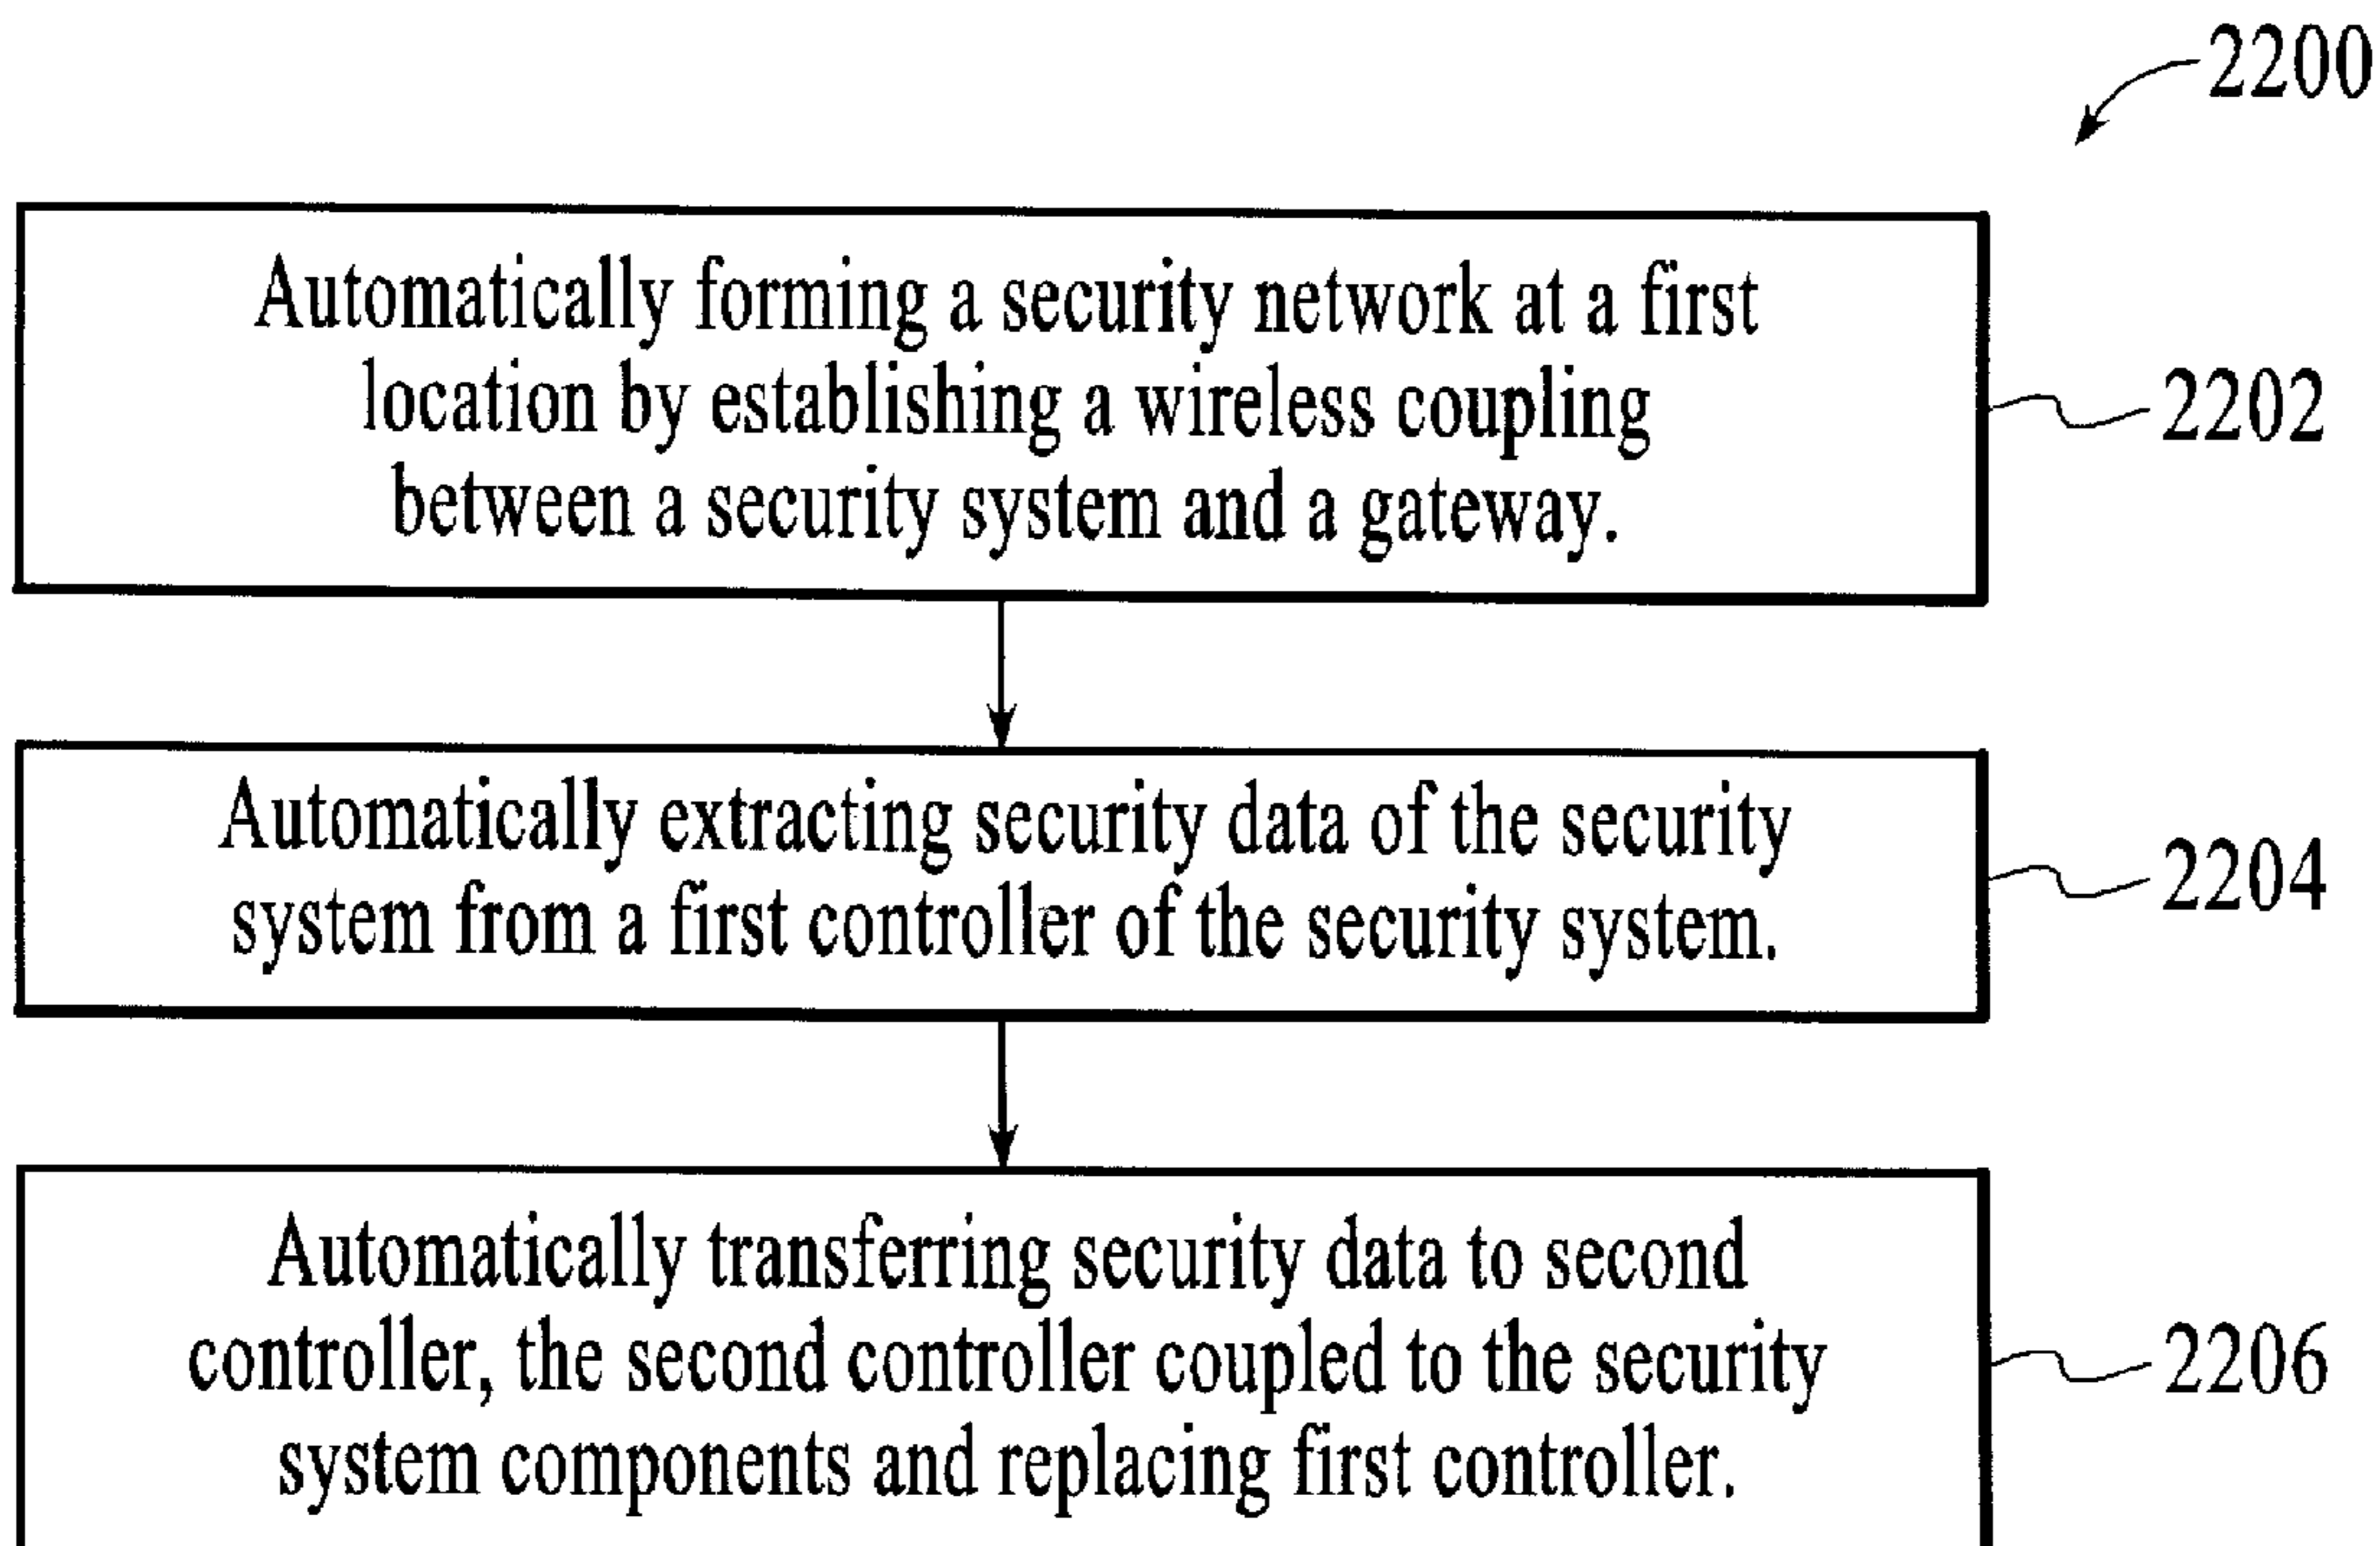 2200
Automatically forming a security network at a first
location by establishing a wireless coupling
between a security system and a gateway.
2202
Automatically extracting security data of the security
system from a first controller of the security system.
2204
Automatically transferring security data to second
controller, the second controller coupled to the security
system components and replacing first controller.
2206